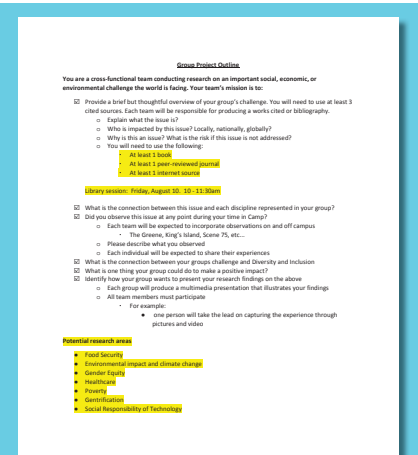 Group Project Outline
You are a cross-functional team conducting research on an important social, economic, or
environmental challenge the world is facing. Your team's mission is to:
☑ Provide a brief but thoughtful overview of your group's challenge. You will need to use at least 3
cited sources. Each team will be responsible for producing a works cited or bibliography.
o Explain what the issue is?
o Who is impacted by this issue? Locally, nationally, globally?
o Why is this an issue? What is the risk if this issue is not addressed?
o You will need to use the following:
▪ At least 1 book
▪ At least 1 peer-reviewed journal
▪ At least 1 internet source
Library session: Friday, August 10. 10 - 11:30am
☑ What is the connection between this issue and each discipline represented in your group?
☑ Did you observe this issue at any point during your time in Camp?
o Each team will be expected to incorporate observations on and off campus
▪ The Greene, King's Island, Scene 75, etc...
o Please describe what you observed
o Each individual will be expected to share their experiences
☑ What is the connection between your groups challenge and Diversity and Inclusion
☑ What is one thing your group could do to make a positive impact?
☑ Identify how your group wants to present your research findings on the above
o Each group will produce a multimedia presentation that illustrates your findings
o All team members must participate
▪ For example:
● one person will take the lead on capturing the experience through
pictures and video
Potential research areas
● Food Security
● Environmental impact and climate change
● Gender Equity
● Healthcare
● Poverty
● Gentrification
● Social Responsibility of Technology